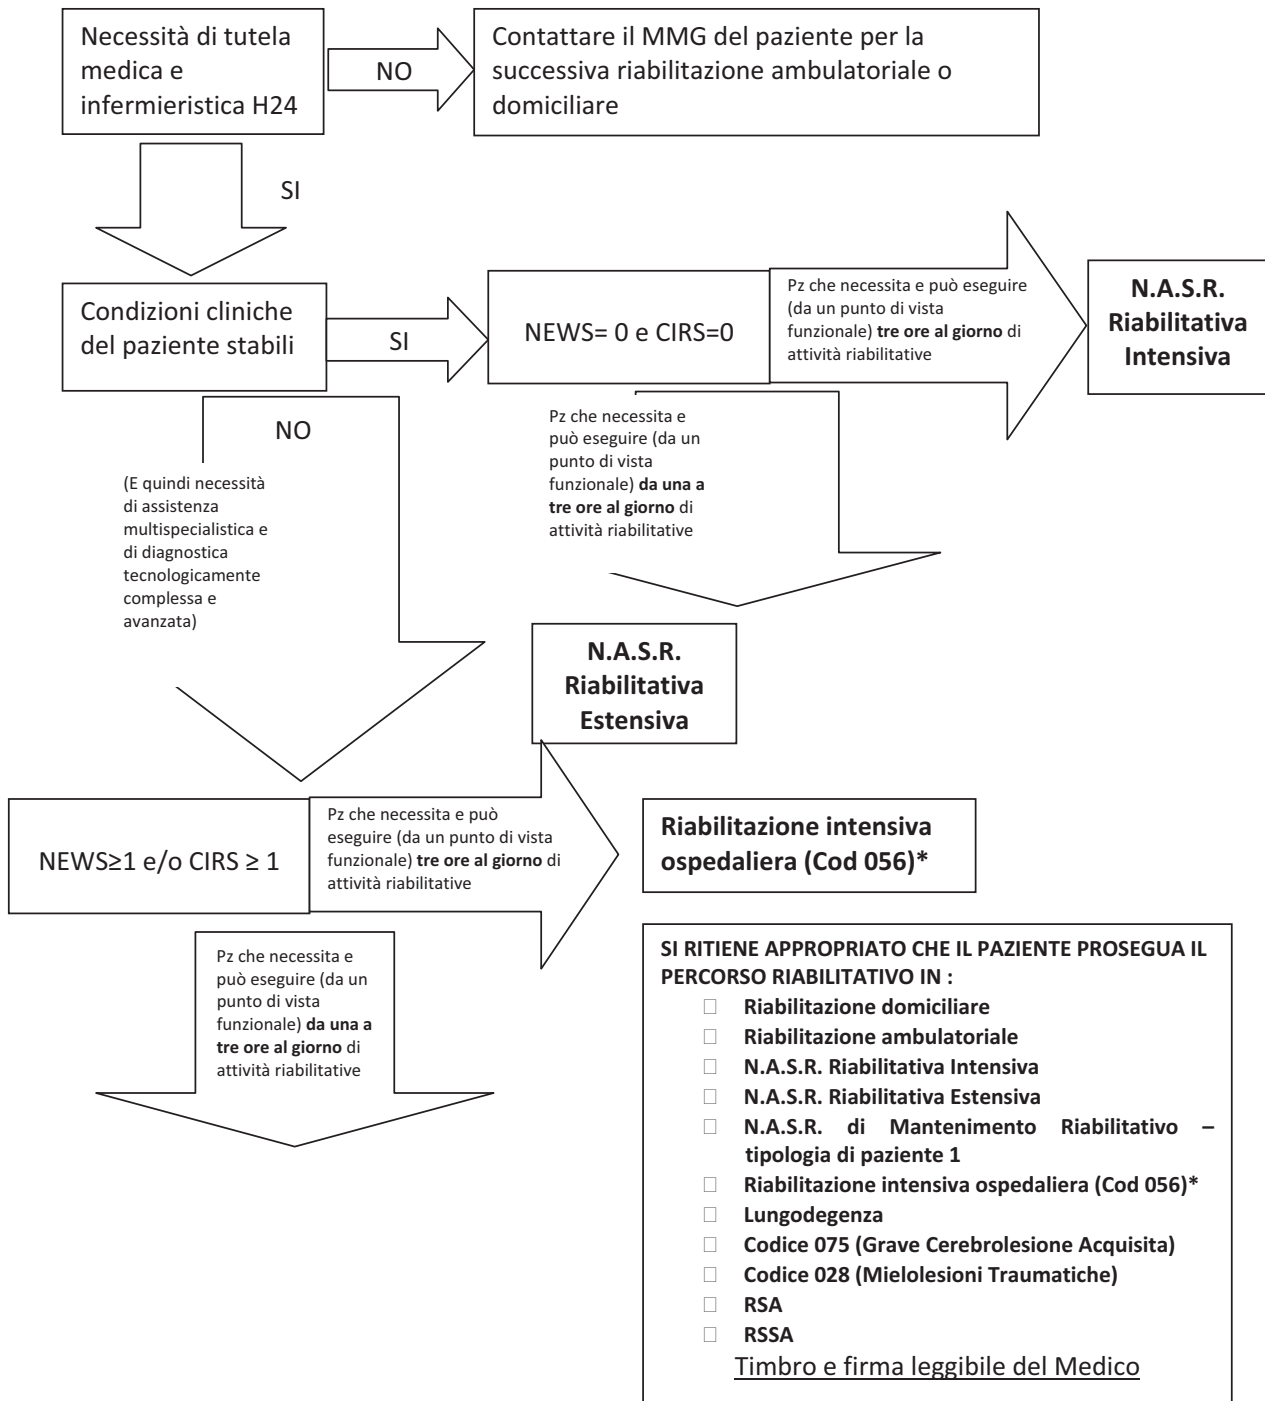 Necessità di tutela
medica e
infermieristica H24
NO
Contattare il MMG del paziente per la
successiva riabilitazione ambulatoriale o
domiciliare
SI
Condizioni cliniche
del paziente stabili
SI
NEWS= 0 e CIRS=0
Pz che necessita e può eseguire
(da un punto di vista
funzionale) tre ore al giorno di
attività riabilitative
N.A.S.R.
Riabilitativa
Intensiva
NO
(E quindi necessità
di assistenza
multispecialistica e
di diagnostica
tecnologicamente
complessa e
avanzata)
Pz che necessita e
può eseguire (da un
punto di vista
funzionale) da una a
tre ore al giorno di
attività riabilitative
N.A.S.R.
Riabilitativa
Estensiva
NEWS≥1 e/o CIRS ≥ 1
Pz che necessita e può
eseguire (da un punto di vista
funzionale) tre ore al giorno di
attività riabilitative
Riabilitazione intensiva
ospedaliera (Cod 056)*
Pz che necessita e
può eseguire (da un
punto di vista
funzionale) da una a
tre ore al giorno di
attività riabilitative
SI RITIENE APPROPRIATO CHE IL PAZIENTE PROSEGUA IL
PERCORSO RIABILITATIVO IN :
□ Riabilitazione domiciliare
□ Riabilitazione ambulatoriale
□ N.A.S.R. Riabilitativa Intensiva
□ N.A.S.R. Riabilitativa Estensiva
□ N.A.S.R. di Mantenimento Riabilitativo –
tipologia di paziente 1
□ Riabilitazione intensiva ospedaliera (Cod 056)*
□ Lungodegenza
□ Codice 075 (Grave Cerebrolesione Acquisita)
□ Codice 028 (Mielolesioni Traumatiche)
□ RSA
□ RSSA
Timbro e firma leggibile del Medico